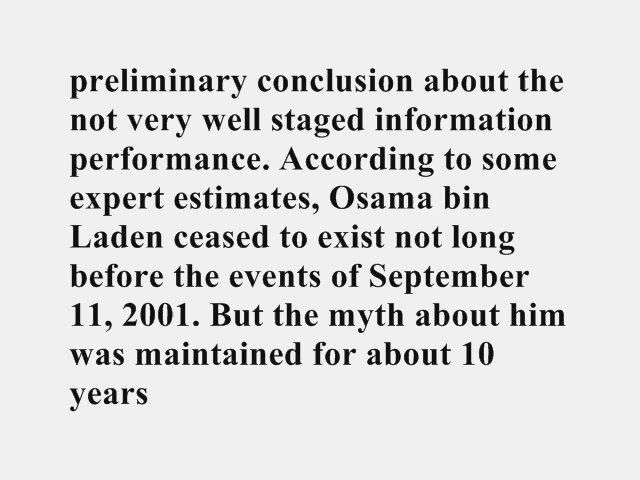 preliminary conclusion about the
not very well staged information
performance. According to some
expert estimates, Osama bin
Laden ceased to exist not long
before the events of September
11, 2001. But the myth about him
was maintained for about 10
years